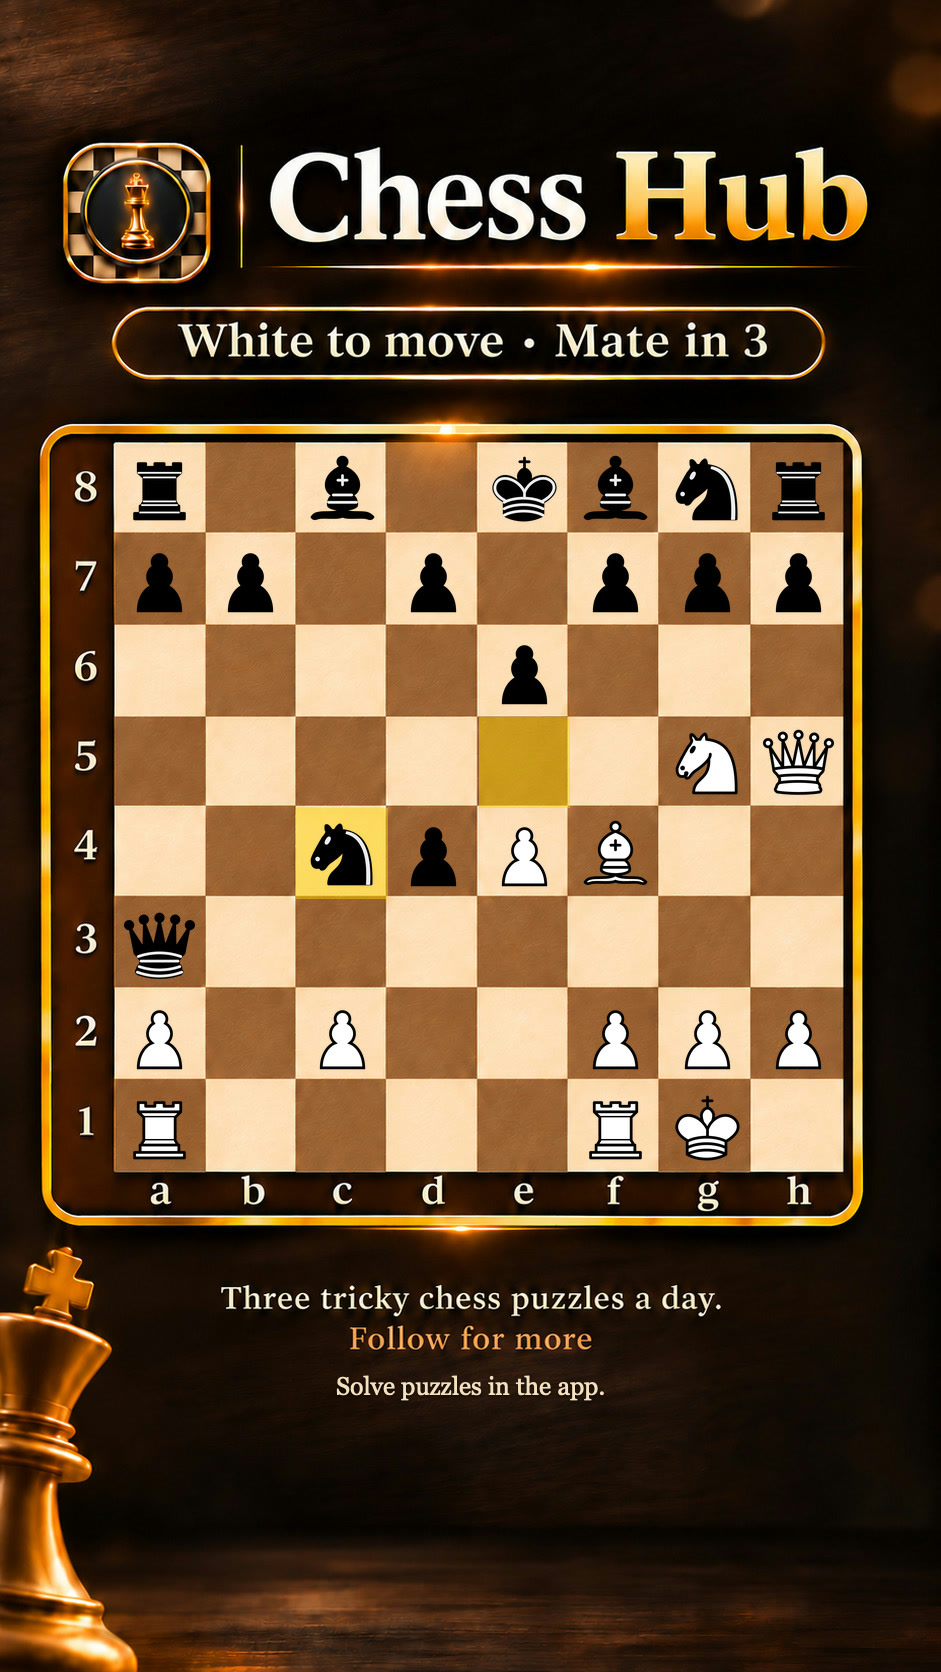 Chess Hub
White to move • Mate in 3
8
7
6
5
4
3
2
1
a b c d e f g h
Three tricky chess puzzles a day.
Follow for more
Solve puzzles in the app.